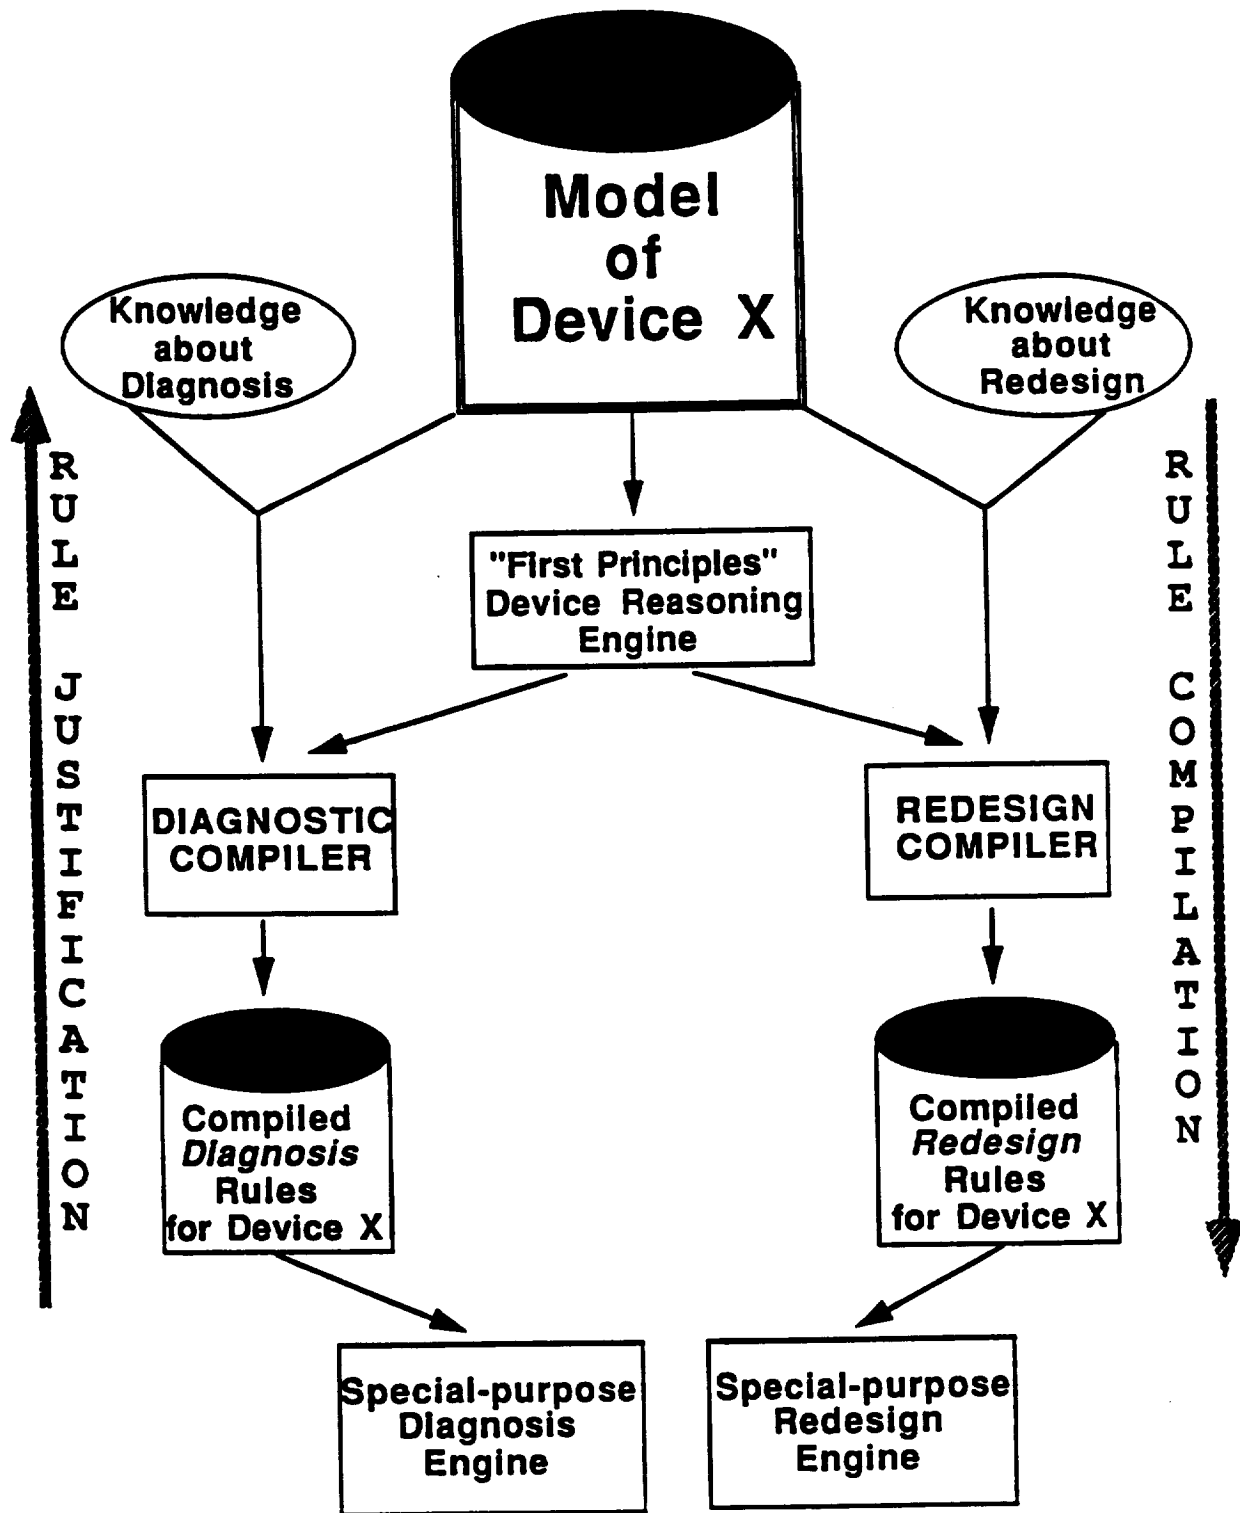 Model
of
Device X
Knowledge
about
Diagnosis
Knowledge
about
Redesign
"First Principles"
Device Reasoning
Engine
RULE JUSTIFICATION
RULE COMPILATION
DIAGNOSTIC
COMPILER
REDESIGN
COMPILER
Compiled
Diagnosis
Rules
for Device X
Compiled
Redesign
Rules
for Device X
Special-purpose
Diagnosis
Engine
Special-purpose
Redesign
Engine